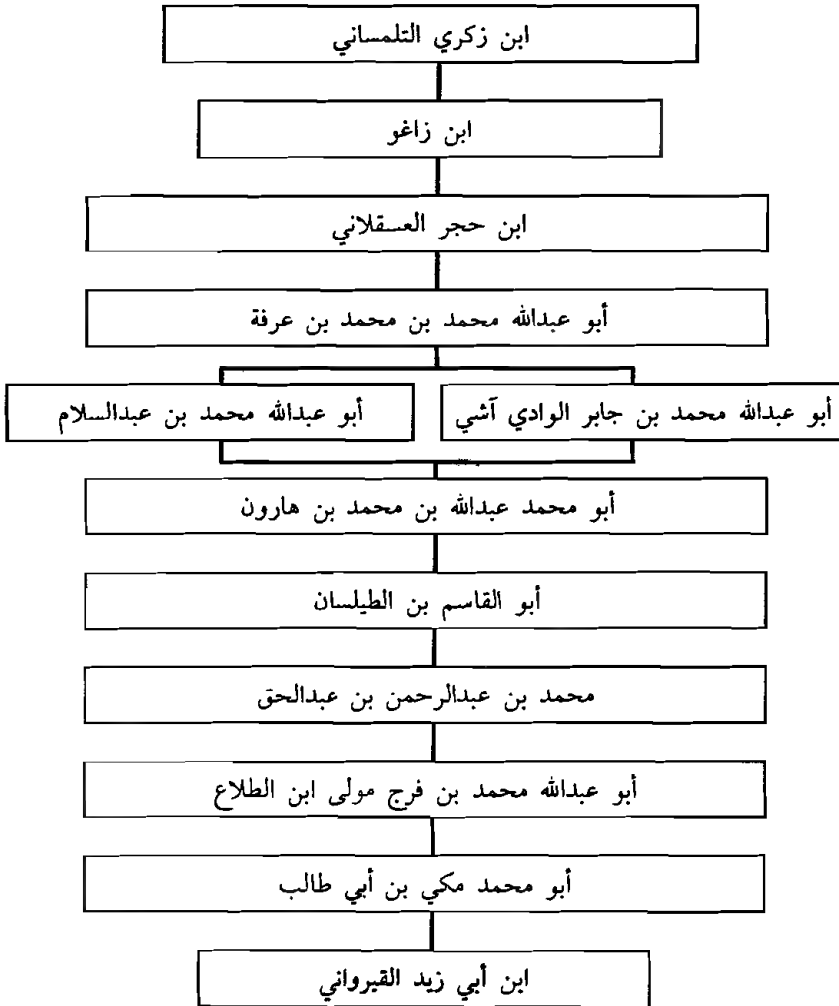 ابن زكري التلمساني
ابن زاغو
ابن حجر العسقلاني
أبو عبدالله محمد بن محمد بن عرفة
أبو عبدالله محمد بن جابر الوادي آشي
أبو عبدالله محمد بن عبدالسلام
أبو محمد عبدالله بن محمد بن هارون
أبو القاسم بن الطيلسان
محمد بن عبدالرحمن بن عبدالحق
أبو عبدالله محمد بن فرج مولى ابن الطلاع
أبو محمد مكي بن أبي طالب
ابن أبي زيد القيرواني